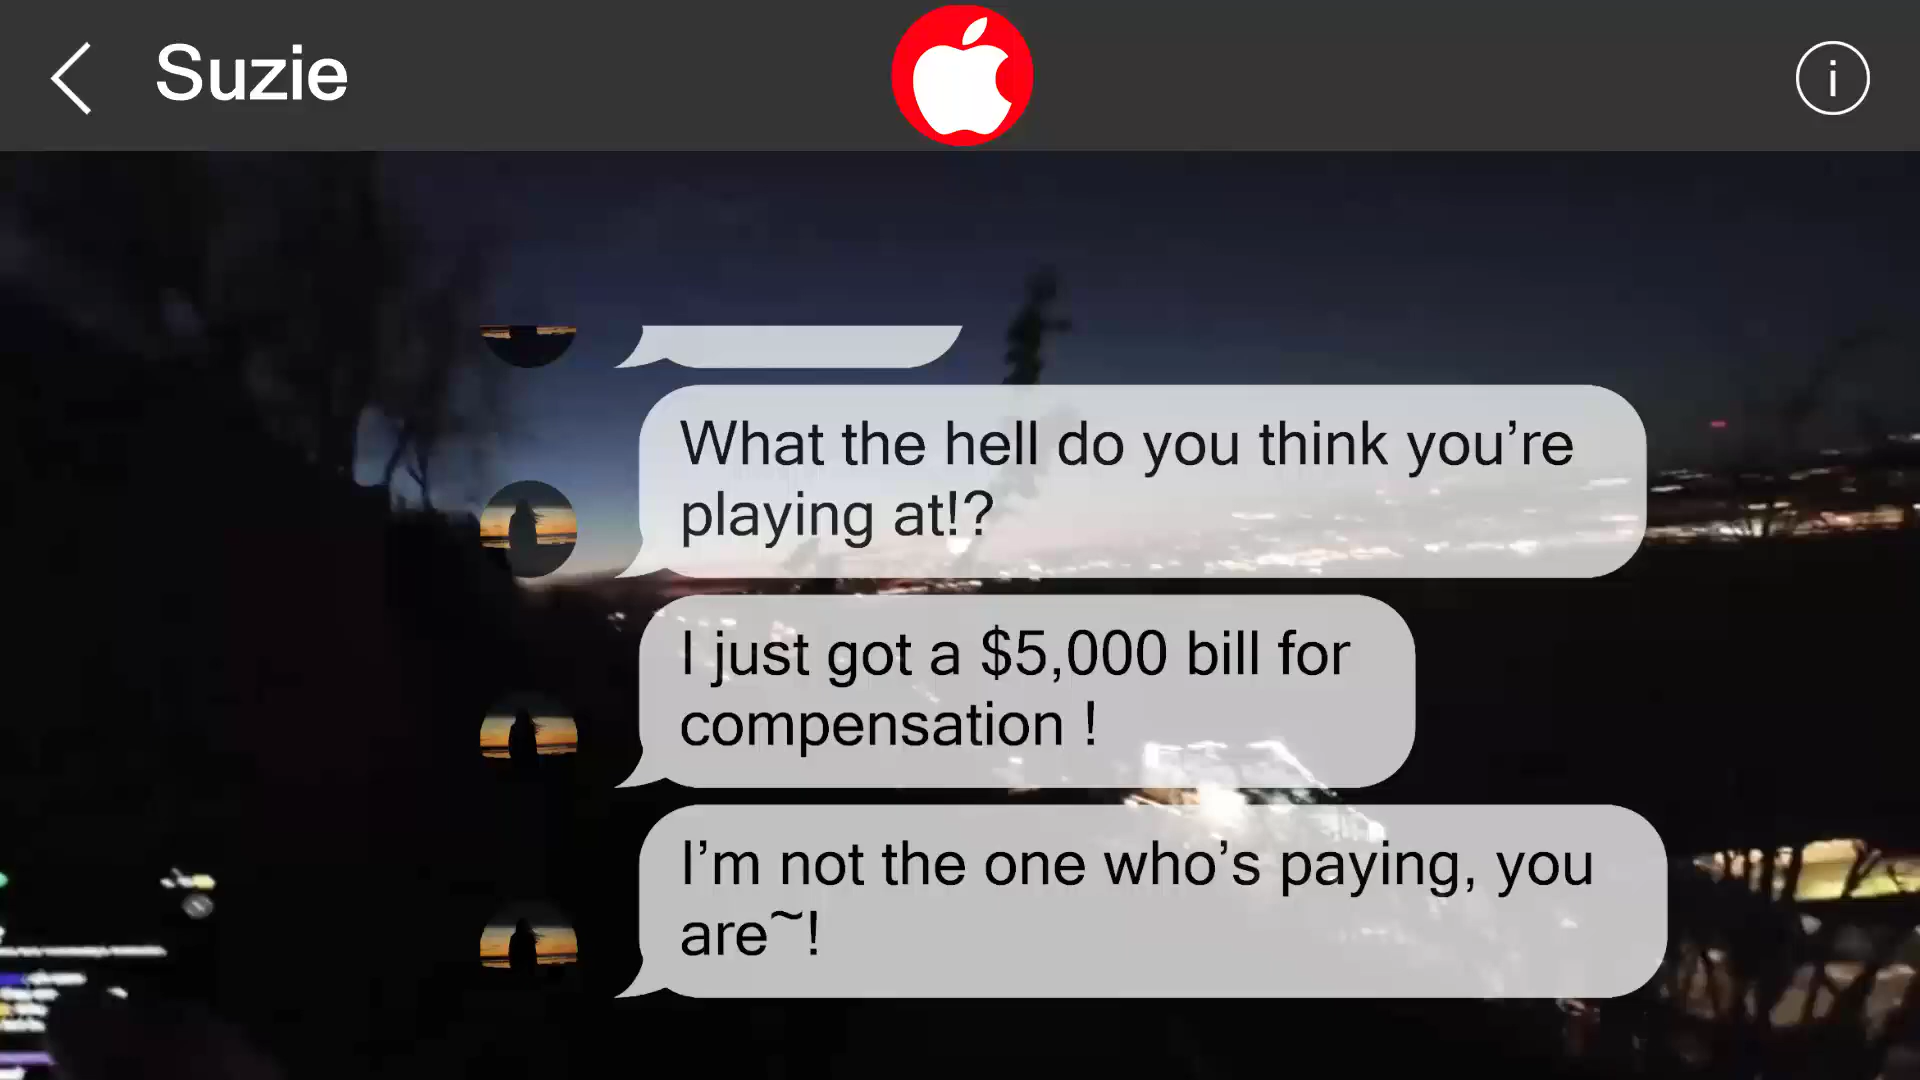 Suzie
What the hell do you think you’re
playing at!?
I just got a $5,000 bill for
compensation !
I’m not the one who’s paying, you
are~!